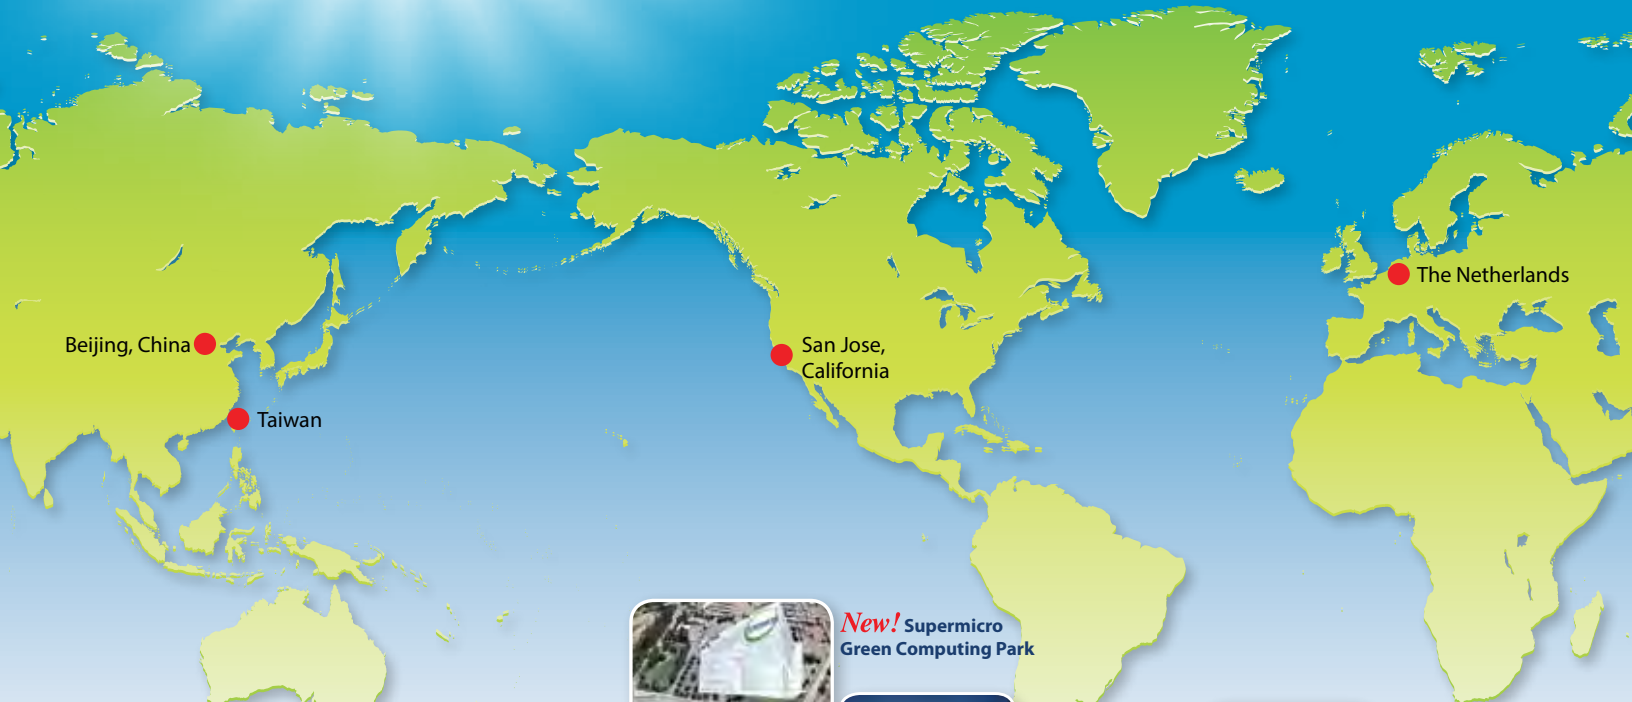 The Netherlands
Beijing, China
San Jose,
California
Taiwan
New! Supermicro
Green Computing Park